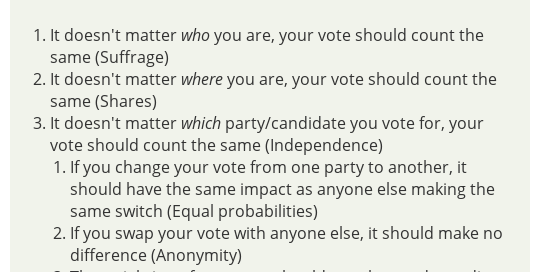 1. It doesn't matter who you are, your vote should count the
same (Suffrage)
2. It doesn't matter where you are, your vote should count the
same (Shares)
3. It doesn't matter which party/candidate you vote for, your
vote should count the same (Independence)
1. If you change your vote from one party to another, it
should have the same impact as anyone else making the
same switch (Equal probabilities)
2. If you swap your vote with anyone else, it should make no
difference (Anonymity)